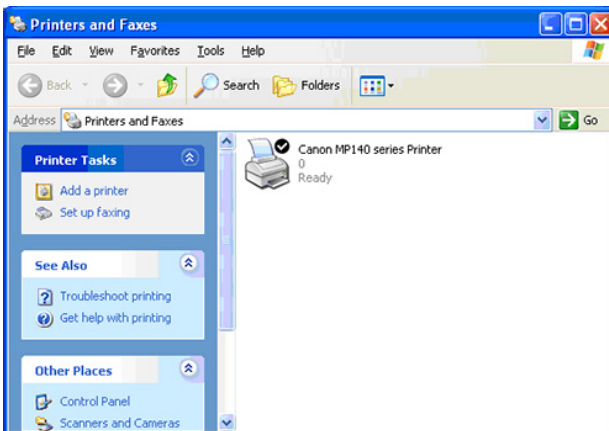 Printers and Faxes
File Edit View Favorites Tools Help
Back Search Folders
Address Printers and Faxes Go
Printer Tasks
Add a printer
Set up faxing
See Also
Troubleshoot printing
Get help with printing
Other Places
Control Panel
Scanners and Cameras
Canon MP140 series Printer
0
Ready